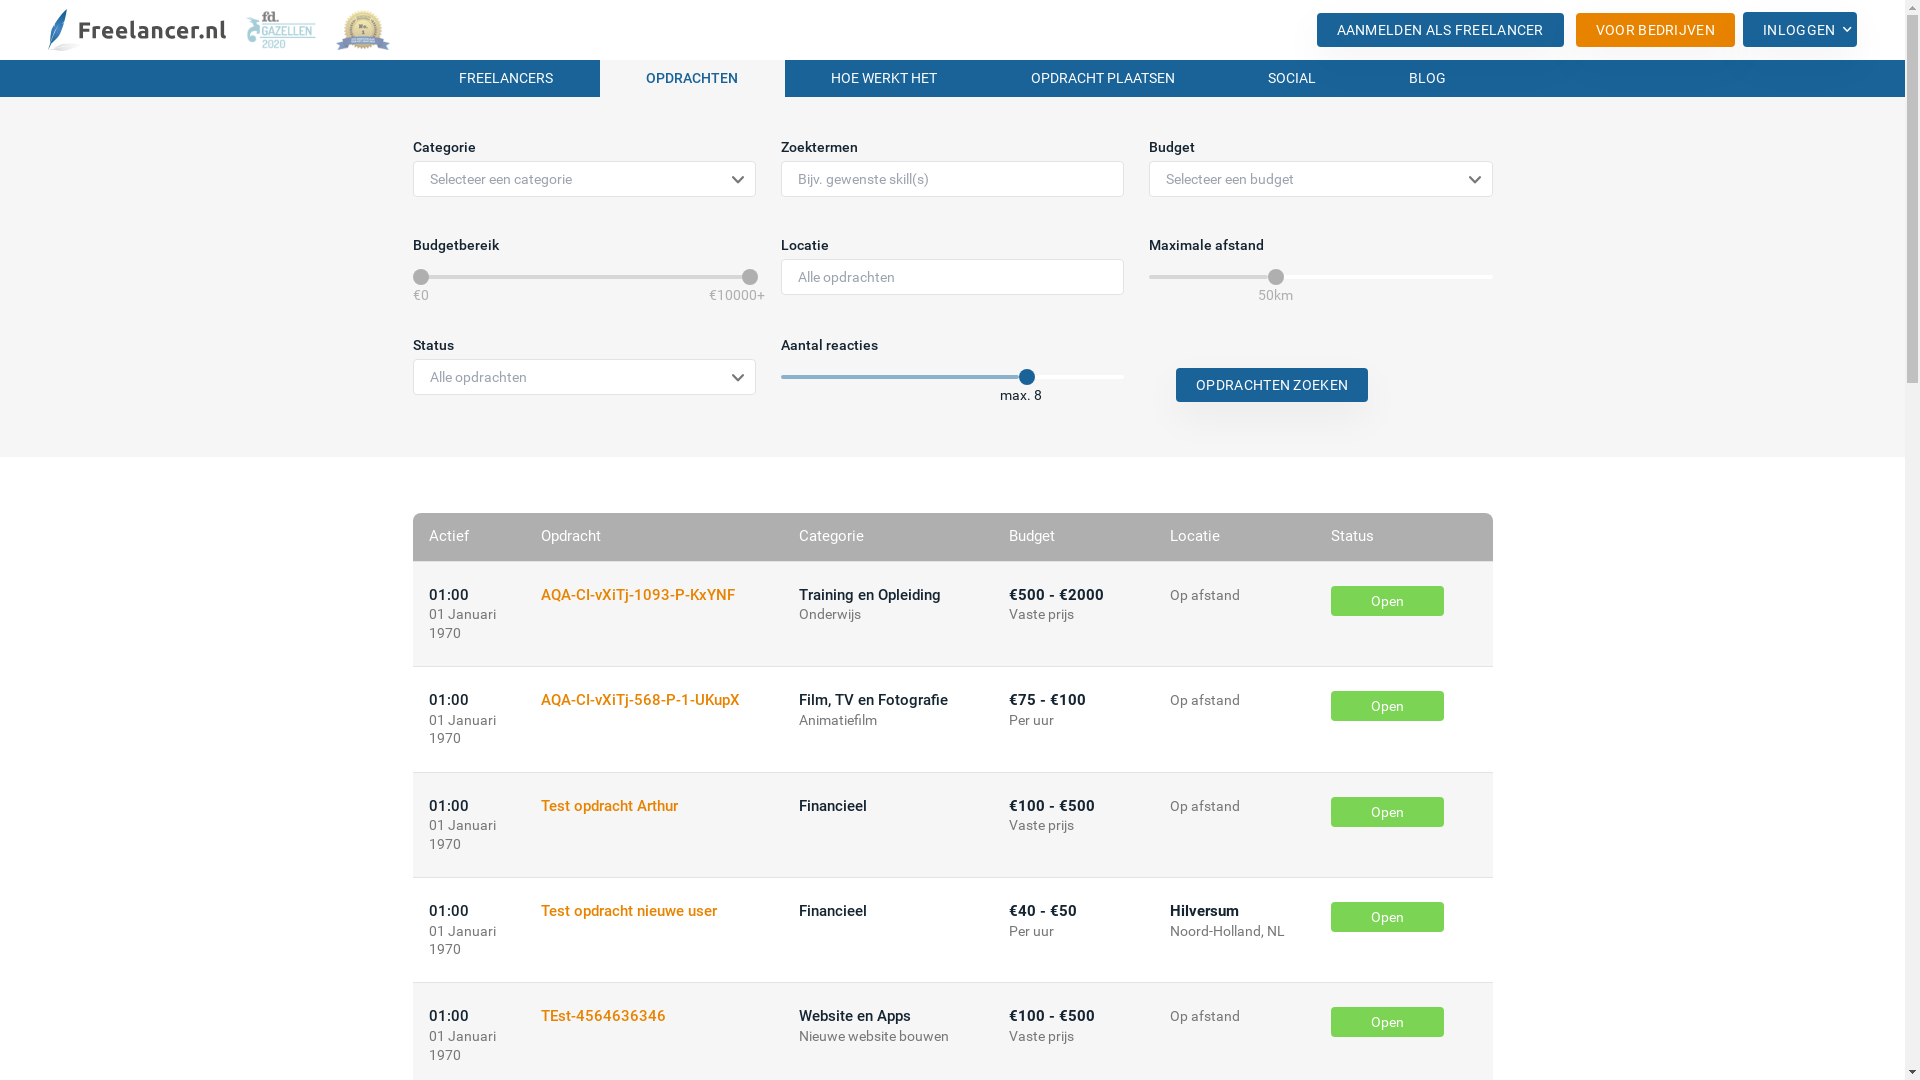 Freelancer.nl
fd.
GAZELLEN
2020
AANMELDEN ALS FREELANCER
VOOR BEDRIJVEN
INLOGGEN
FREELANCERS
OPDRACHTEN
HOE WERKT HET
OPDRACHT PLAATSEN
SOCIAL
BLOG
Categorie
Zoektermen
Budget
Selecteer een categorie
Bijv. gewenste skill(s)
Selecteer een budget
Budgetbereik
Locatie
Maximale afstand
Alle opdrachten
€0
€10000+
50km
Status
Aantal reacties
Alle opdrachten
OPDRACHTEN ZOEKEN
max. 8
Actief Opdracht Categorie Budget Locatie Status
01:00 AQA-CI-vXiTj-1093-P-KxYNF Training en Opleiding €500 - €2000 Op afstand Open
01 Januari Onderwijs Vaste prijs
1970
01:00 AQA-CI-vXiTj-568-P-1-UKupX Film, TV en Fotografie €75 - €100 Op afstand Open
01 Januari Animatiefilm Per uur
1970
01:00 Test opdracht Arthur Financieel €100 - €500 Op afstand Open
01 Januari Vaste prijs
1970
01:00 Test opdracht nieuwe user Financieel €40 - €50 Hilversum Open
01 Januari Per uur Noord-Holland, NL
1970
01:00 TEst-4564636346 Website en Apps €100 - €500 Op afstand Open
01 Januari Nieuwe website bouwen Vaste prijs
1970